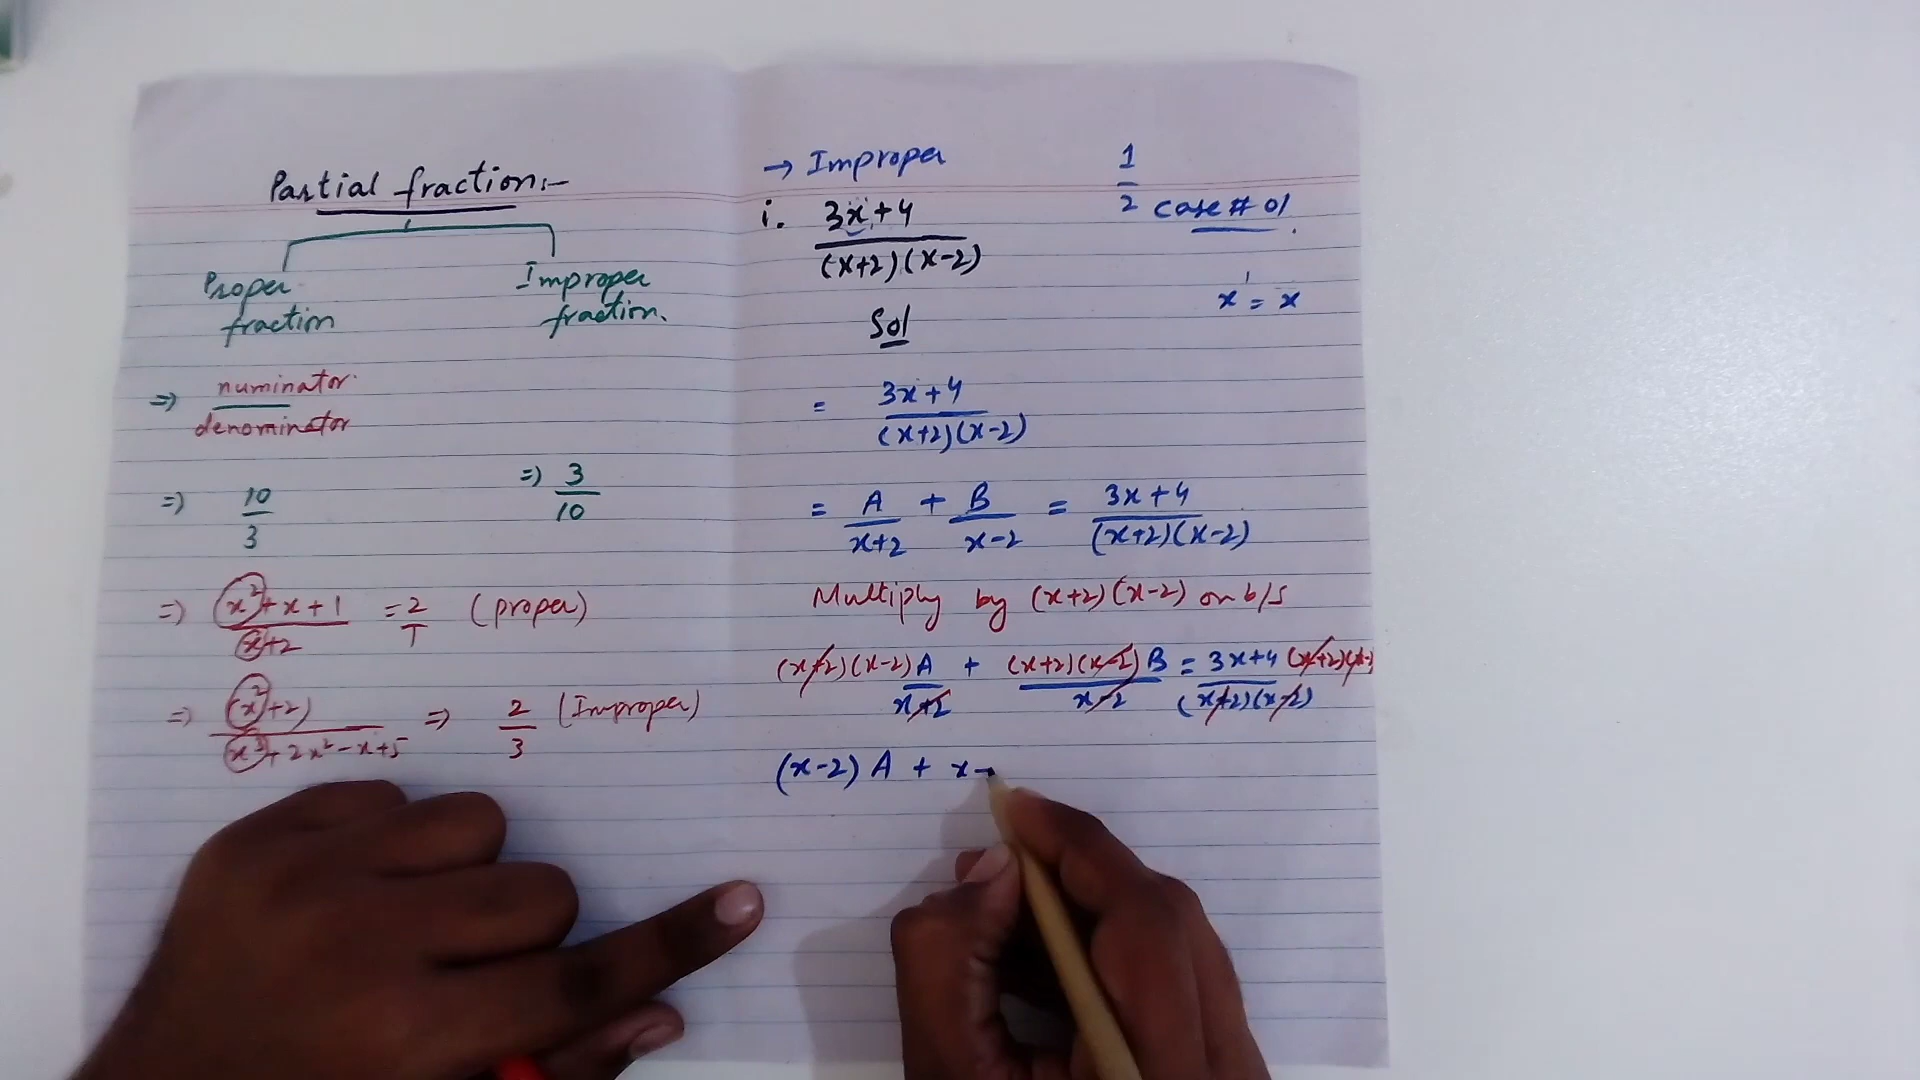 Partial fraction:-
Proper fraction
Improper fraction.
=> numinator / denominator
=> 10/3
=> 3/10
=> x²+x+1 / x+2 = 2/1 (proper)
=> (x²+2) / x³+2x²-x+5 => 2/3 (Improper)
→ Improper
1/2
case # 01
i. 3x+4 / (x+2)(x-2)
x¹ = x
Sol
= 3x+4 / (x+2)(x-2)
= A/x+2 + B/x-2 = 3x+4 / (x+2)(x-2)
Multiply by (x+2)(x-2) on b/s
(x+2)(x-2)A / x+2 + (x+2)(x-2)B / x-2 = 3x+4 (x+2)(x-2) / (x+2)(x-2)
(x-2)A + x